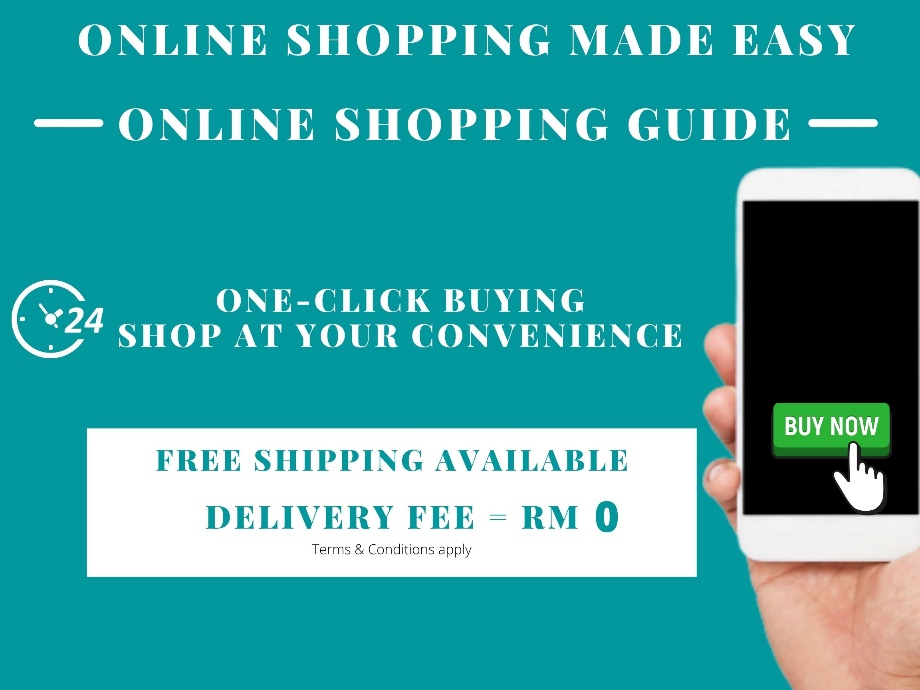 ONLINE SHOPPING MADE EASY
ONLINE SHOPPING GUIDE
24
ONE-CLICK BUYING
SHOP AT YOUR CONVENIENCE
BUY NOW
FREE SHIPPING AVAILABLE
DELIVERY FEE = RM 0
Terms & Conditions apply